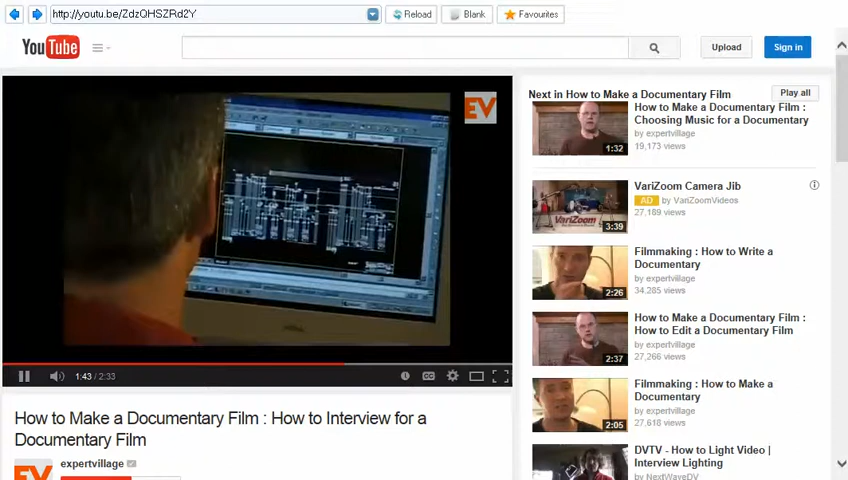 http://youtu.be/ZdzQHSZRd2Y
Reload
Blank
Favourites
YouTube
Upload
Sign in
EV
1:43 / 2:33
CC
How to Make a Documentary Film : How to Interview for a
Documentary Film
EV
expertvillage
Next in How to Make a Documentary Film
Play all
1:32
How to Make a Documentary Film :
Choosing Music for a Documentary
by expertvillage
19,173 views
VARIZOOM
3:39
VariZoom Camera Jib
AD by VariZoomVideos
27,189 views
2:26
Filmmaking : How to Write a
Documentary
by expertvillage
34,285 views
2:37
How to Make a Documentary Film :
How to Edit a Documentary Film
by expertvillage
27,266 views
2:05
Filmmaking : How to Make a
Documentary
by expertvillage
27,618 views
DVTV - How to Light Video |
Interview Lighting
by NextWaveDV